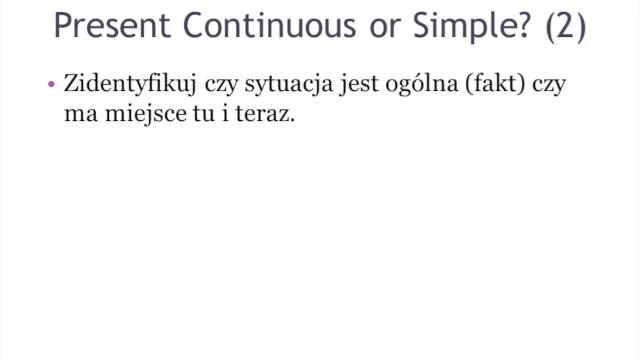 Present Continuous or Simple? (2)
• Zidentyfikuj czy sytuacja jest ogólna (fakt) czy
ma miejsce tu i teraz.